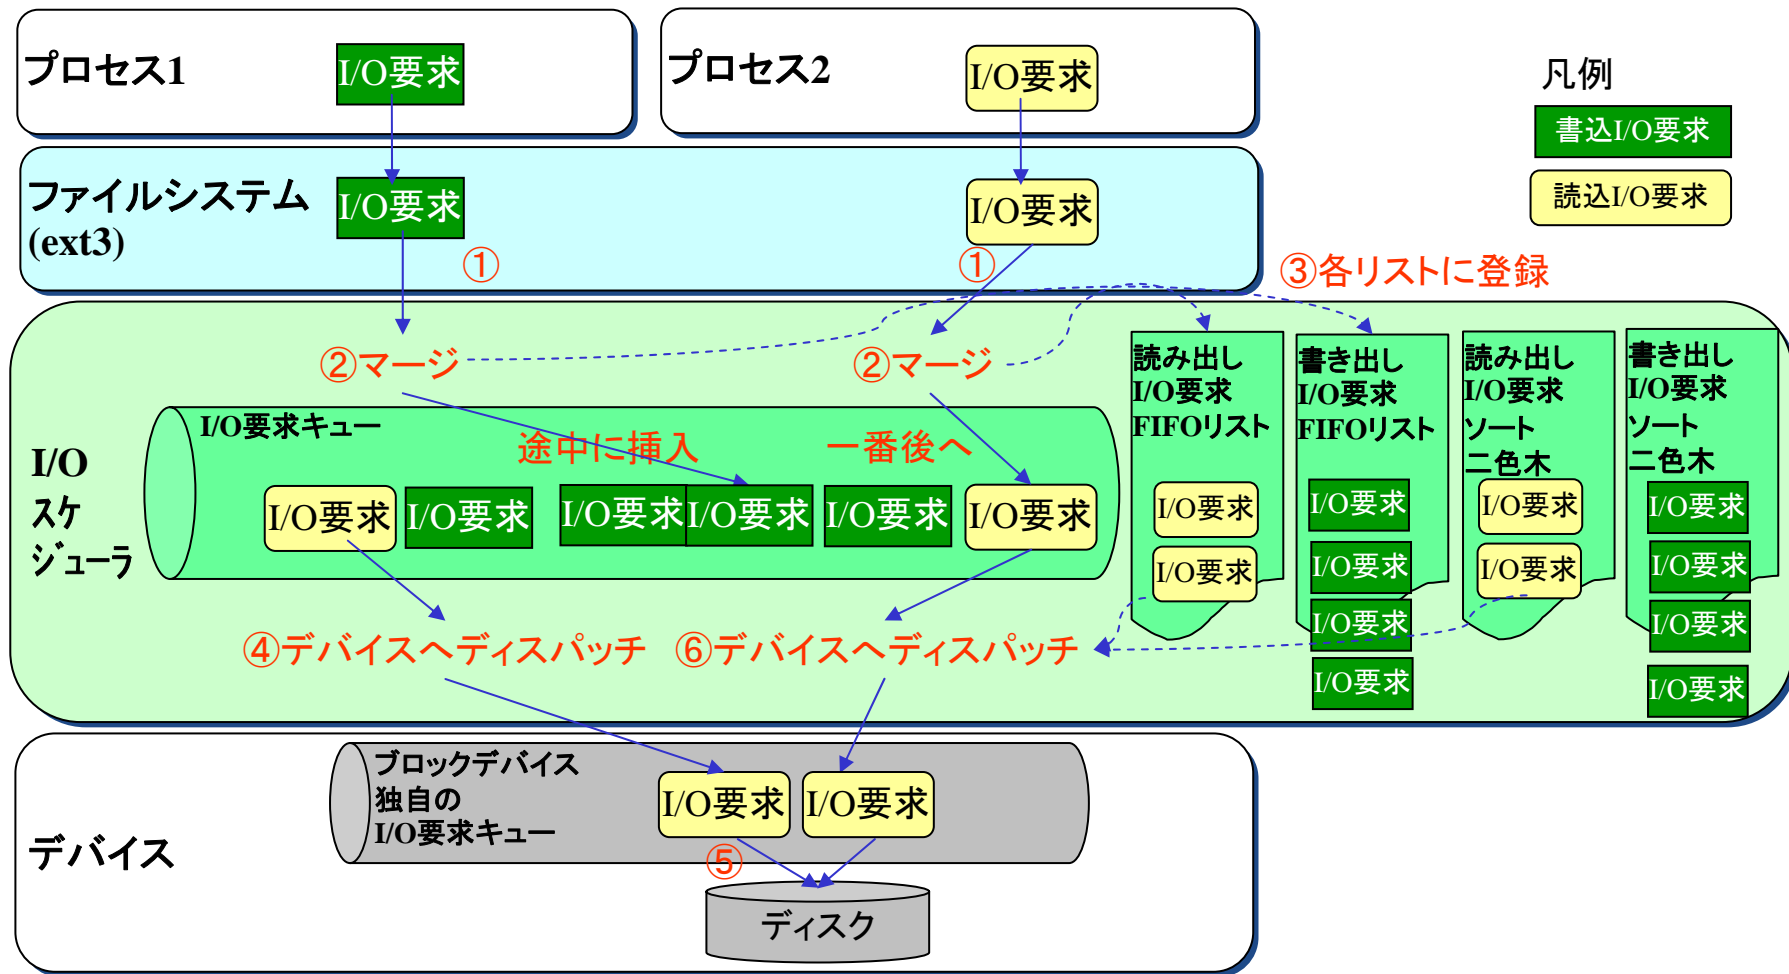 プロセス1
I/O要求
プロセス2
I/O要求
凡例
書込I/O要求
読込I/O要求
ファイルシステム
(ext3)
I/O要求
I/O要求
①
①
③各リストに登録
②マージ
②マージ
I/O
スケ
ジューラ
I/O要求キュー
途中に挿入
一番後へ
I/O要求
I/O要求
I/O要求
I/O要求
I/O要求
I/O要求
読み出し
I/O要求
FIFOリスト
I/O要求
I/O要求
書き出し
I/O要求
FIFOリスト
I/O要求
I/O要求
I/O要求
I/O要求
読み出し
I/O要求
ソート
二色木
I/O要求
I/O要求
書き出し
I/O要求
ソート
二色木
I/O要求
I/O要求
I/O要求
I/O要求
④デバイスへディスパッチ
⑥デバイスへディスパッチ
デバイス
ブロックデバイス
独自の
I/O要求キュー
I/O要求
I/O要求
⑤
ディスク